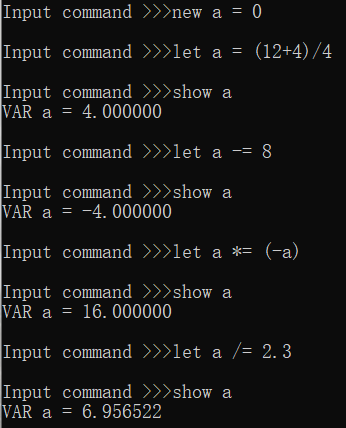 Input command >>>new a = 0
Input command >>>let a = (12+4)/4
Input command >>>show a
VAR a = 4.000000
Input command >>>let a -= 8
Input command >>>show a
VAR a = -4.000000
Input command >>>let a *= (-a)
Input command >>>show a
VAR a = 16.000000
Input command >>>let a /= 2.3
Input command >>>show a
VAR a = 6.956522